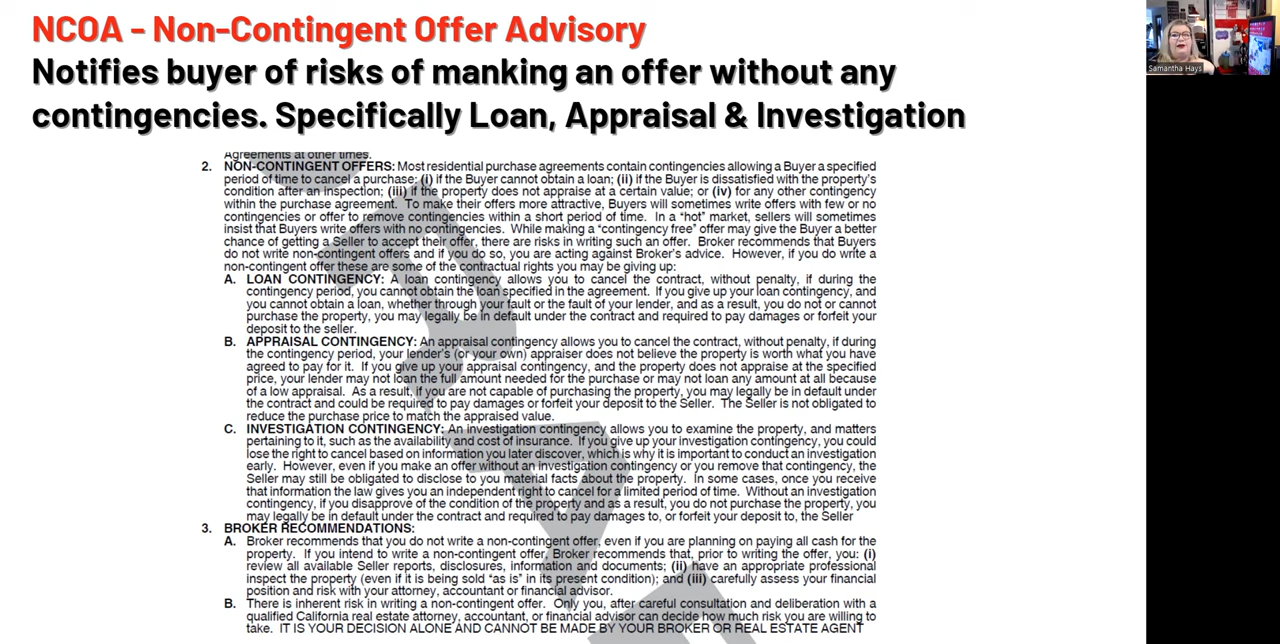 NCOA - Non-Contingent Offer Advisory
Notifies buyer of risks of manking an offer without any
contingencies. Specifically Loan, Appraisal & Investigation
Samantha Hays
Agreements at other times.
2. NON-CONTINGENT OFFERS: Most residential purchase agreements contain contingencies allowing a Buyer a specified
period of time to cancel a purchase: (i) if the Buyer cannot obtain a loan; (ii) if the Buyer is dissatisfied with the property's
condition after an inspection; (iii) if the property does not appraise at a certain value; or (iv) for any other contingency
within the purchase agreement. To make their offers more attractive, Buyers will sometimes write offers with few or no
contingencies or offer to remove contingencies within a short period of time. In a "hot" market, sellers will sometimes
insist that Buyers write offers with no contingencies. While making a "contingency free" offer may give the Buyer a better
chance of getting a Seller to accept their offer, there are risks in writing such an offer. Broker recommends that Buyers
do not write non-contingent offers and if you do so, you are acting against Broker's advice. However, if you do write a
non-contingent offer these are some of the contractual rights you may be giving up:
A. LOAN CONTINGENCY: A loan contingency allows you to cancel the contract, without penalty, if during the
contingency period, you cannot obtain the loan specified in the agreement. If you give up your loan contingency, and
you cannot obtain a loan, whether through your fault or the fault of your lender, and as a result, you do not or cannot
purchase the property, you may legally be in default under the contract and required to pay damages or forfeit your
deposit to the seller.
B. APPRAISAL CONTINGENCY: An appraisal contingency allows you to cancel the contract, without penalty, if during
the contingency period, your lender's (or your own) appraiser does not believe the property is worth what you have
agreed to pay for it. If you give up your appraisal contingency, and the property does not appraise at the specified
price, your lender may not loan the full amount needed for the purchase or may not loan any amount at all because
of a low appraisal. As a result, if you are not capable of purchasing the property, you may legally be in default under
the contract and could be required to pay damages or forfeit your deposit to the Seller. The Seller is not obligated to
reduce the purchase price to match the appraised value.
C. INVESTIGATION CONTINGENCY: An investigation contingency allows you to examine the property, and matters
pertaining to it, such as the availability and cost of insurance. If you give up your investigation contingency, you could
lose the right to cancel based on information you later discover, which is why it is important to conduct an investigation
early. However, even if you make an offer without an investigation contingency or you remove that contingency, the
Seller may still be obligated to disclose to you material facts about the property. In some cases, once you receive
that information the law gives you an independent right to cancel for a limited period of time. Without an investigation
contingency, if you disapprove of the condition of the property and as a result, you do not purchase the property, you
may legally be in default under the contract and required to pay damages to, or forfeit your deposit to, the Seller
3. BROKER RECOMMENDATIONS:
A. Broker recommends that you do not write a non-contingent offer, even if you are planning on paying all cash for the
property. If you intend to write a non-contingent offer, Broker recommends that, prior to writing the offer, you: (i)
review all available Seller reports, disclosures, information and documents; (ii) have an appropriate professional
inspect the property (even if it is being sold "as is" in its present condition); and (iii) carefully assess your financial
position and risk with your attorney, accountant or financial advisor.
B. There is inherent risk in writing a non-contingent offer. Only you, after careful consultation and deliberation with a
qualified California real estate attorney, accountant, or financial advisor can decide how much risk you are willing to
take. IT IS YOUR DECISION ALONE AND CANNOT BE MADE BY YOUR BROKER OR REAL ESTATE AGENT